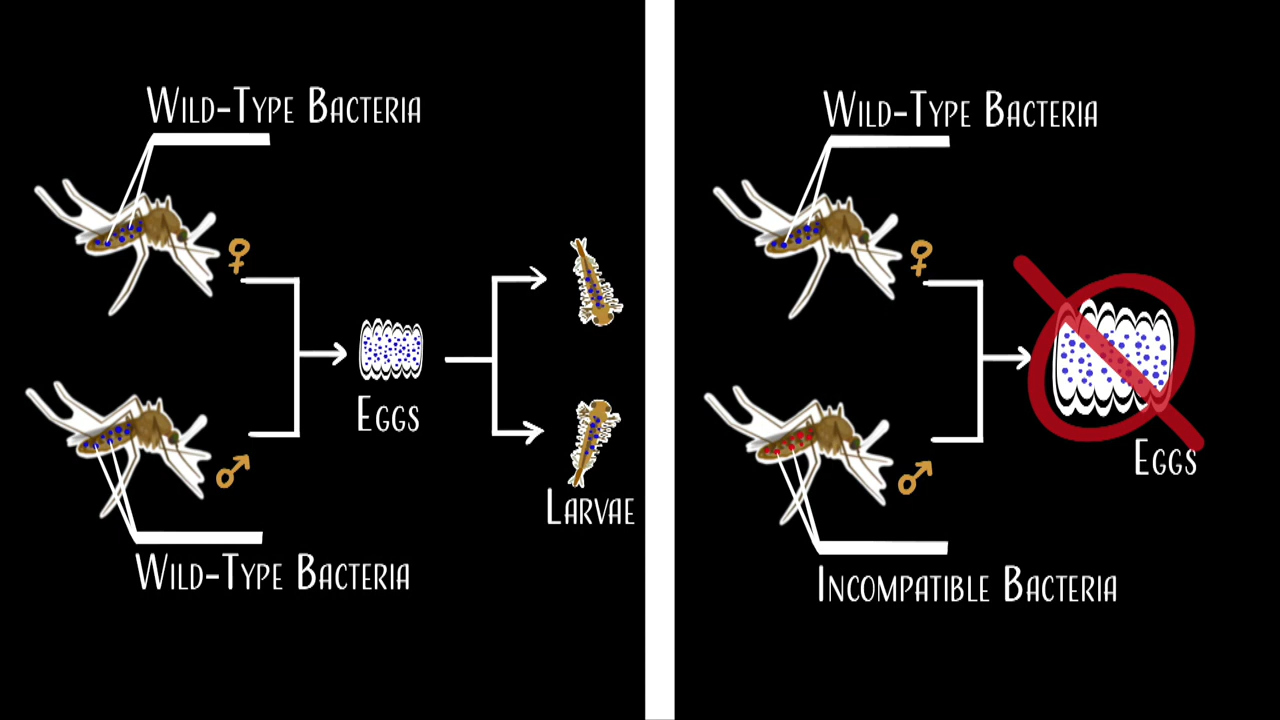 Wild-Type Bacteria
♀
♂
Eggs
Larvae
Wild-Type Bacteria
Wild-Type Bacteria
♀
♂
Eggs
Incompatible Bacteria